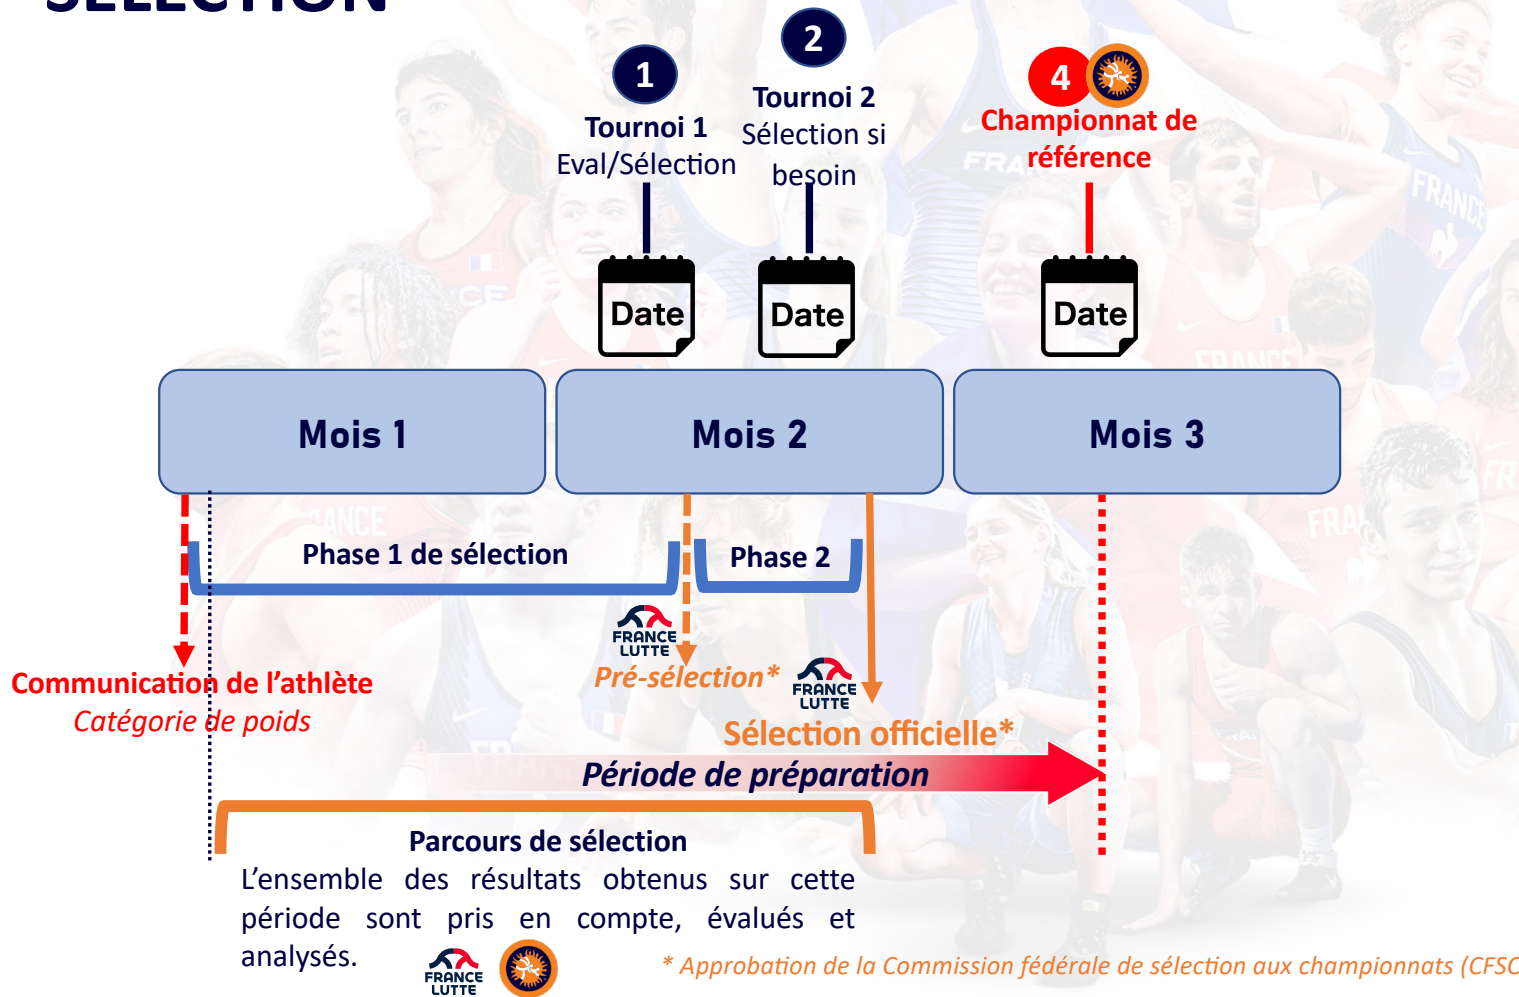 SÉLECTION
1
Tournoi 1
Eval/Sélection
2
Tournoi 2
Sélection si
besoin
4
Championnat de
référence
Date
Date
Date
Mois 1
Mois 2
Mois 3
Phase 1 de sélection
Phase 2
FRANCE
LUTTE
Pré-sélection*
FRANCE
LUTTE
Communication de l'athlète
Catégorie de poids
Sélection officielle*
Période de préparation
Parcours de sélection
L'ensemble des résultats obtenus sur cette
période sont pris en compte, évalués et
analysés.
FRANCE
LUTTE
* Approbation de la Commission fédérale de sélection aux championnats (CFSC